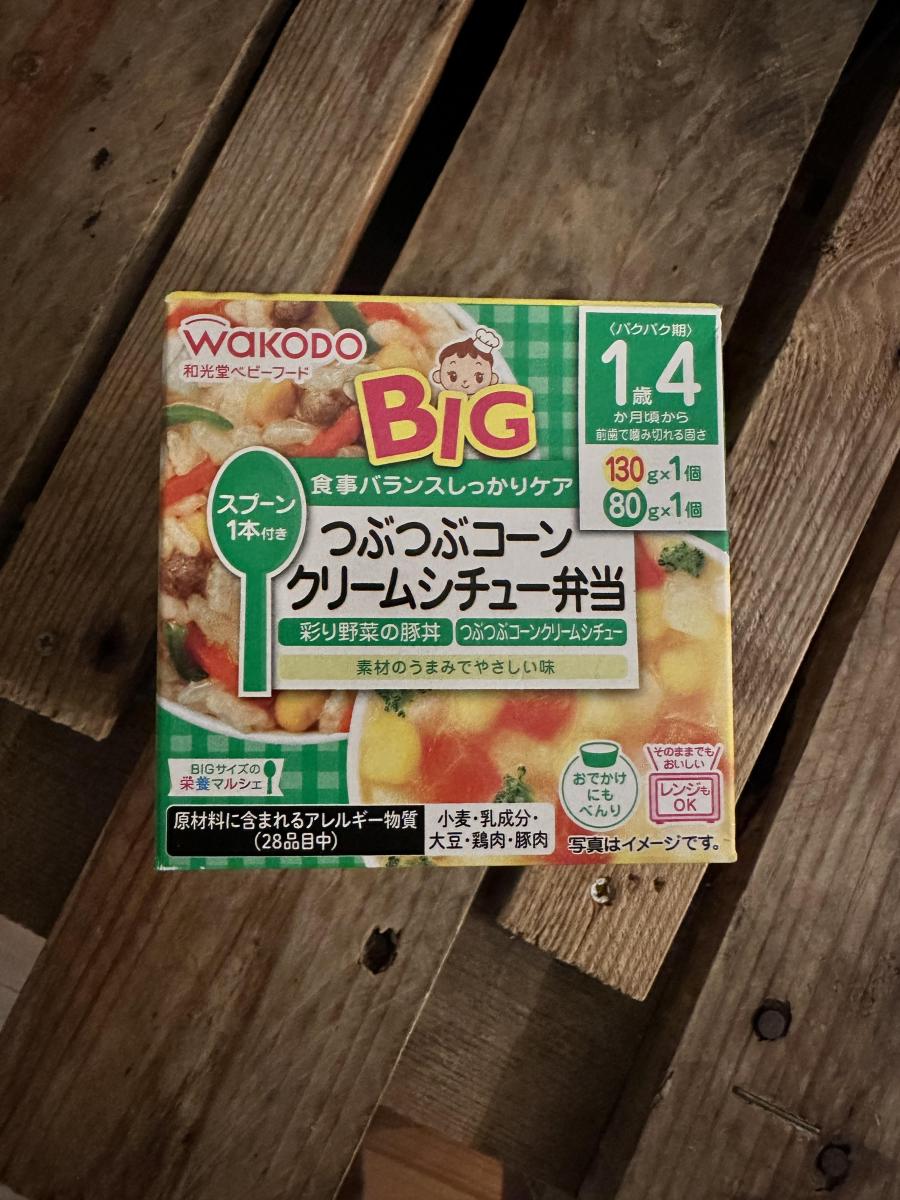 WaKODO
和光堂ベビーフード
BIG
食事バランスしっかりケア
〈パクパク期〉
1歳4
か月頃から
前歯で噛み切れる固さ
130g×1個
80g×1個
スプーン
1本付き
つぶつぶコーン
クリームシチュー弁当
彩り野菜の豚丼 つぶつぶコーンクリームシチュー
素材のうまみでやさしい味
BIGサイズの
栄養マルシェ
おでかけ
にも
べんり
そのままでも
おいしい
レンジも
OK
原材料に含まれるアレルギー物質
(28品目中)
小麦・乳成分・
大豆・鶏肉・豚肉
写真はイメージです。